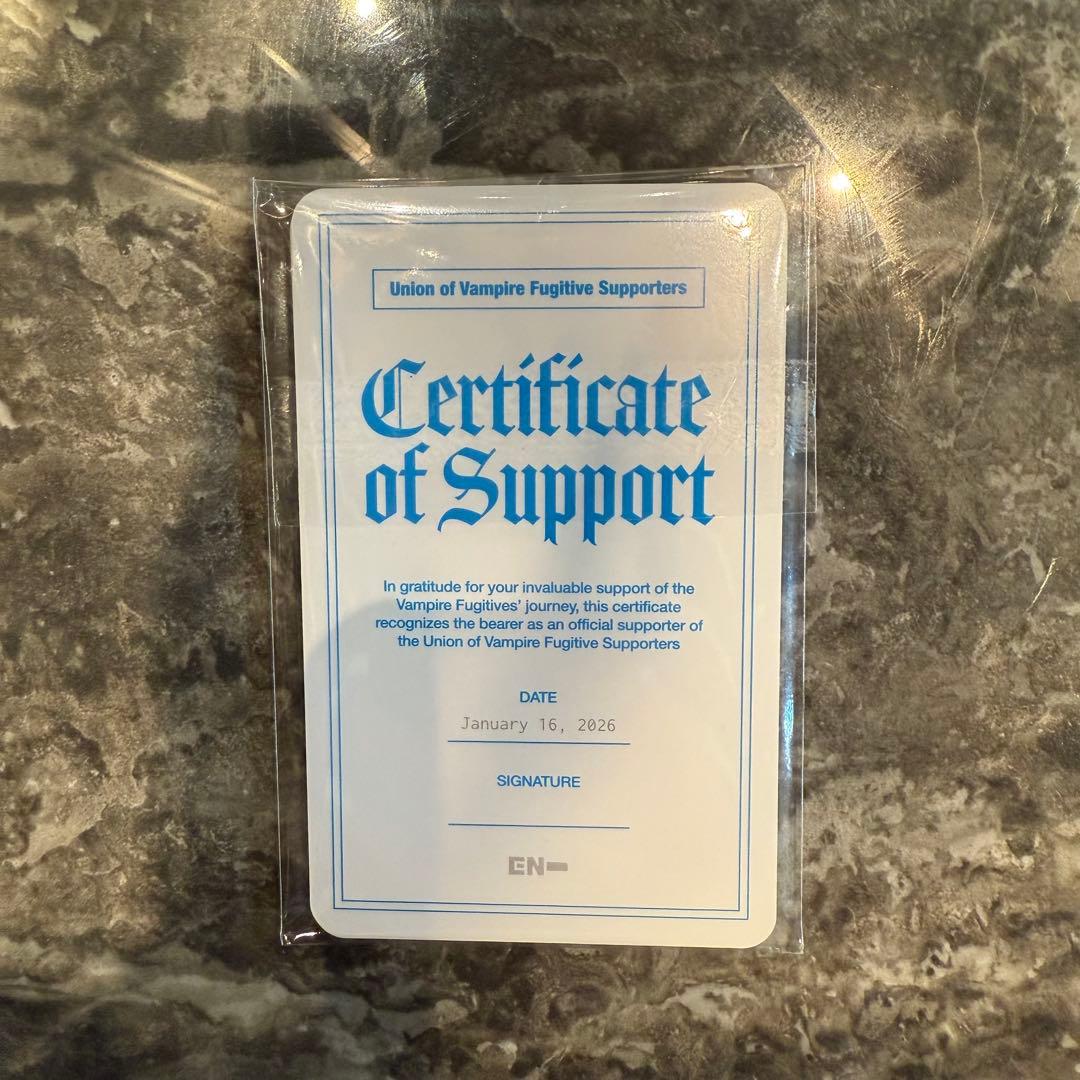 Union of Vampire Fugitive Supporters
Certificate
of Support
In gratitude for your invaluable support of the
Vampire Fugitives’ journey, this certificate
recognizes the bearer as an official supporter of
the Union of Vampire Fugitive Supporters
DATE
January 16, 2026
SIGNATURE
EN-